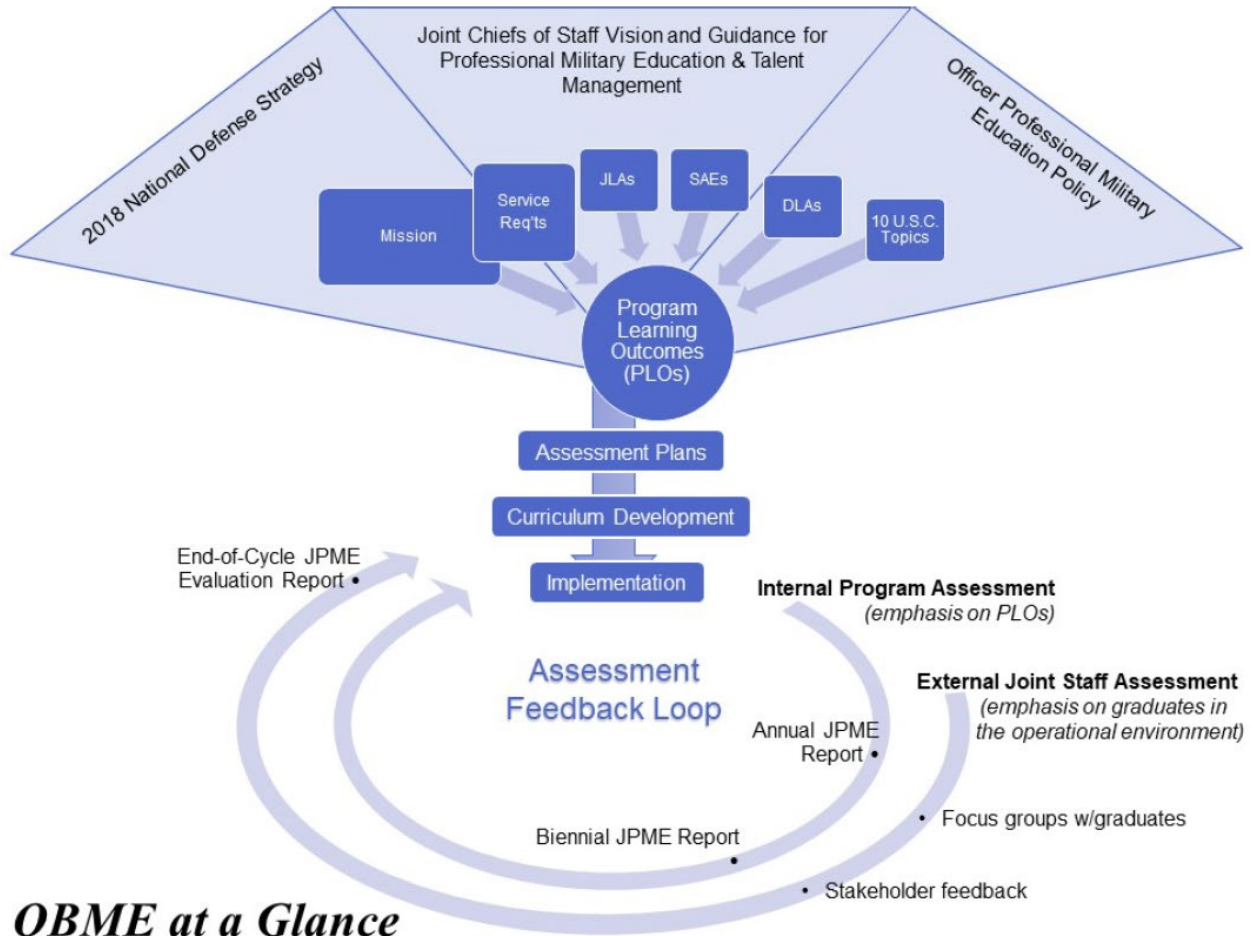 2018 National Defense Strategy
Joint Chiefs of Staff Vision and Guidance for
Professional Military Education & Talent
Management
Officer Professional Military
Education Policy
Mission
Service
Req'ts
JLAs
SAEs
DLAs
10 U.S.C.
Topics
Program
Learning
Outcomes
(PLOs)
Assessment Plans
Curriculum Development
Implementation
End-of-Cycle JPME
Evaluation Report •
Internal Program Assessment
(emphasis on PLOs)
Assessment
Feedback Loop
External Joint Staff Assessment
(emphasis on graduates in
the operational environment)
Annual JPME
Report •
Biennial JPME Report
•
• Focus groups w/graduates
• Stakeholder feedback
OBME at a Glance